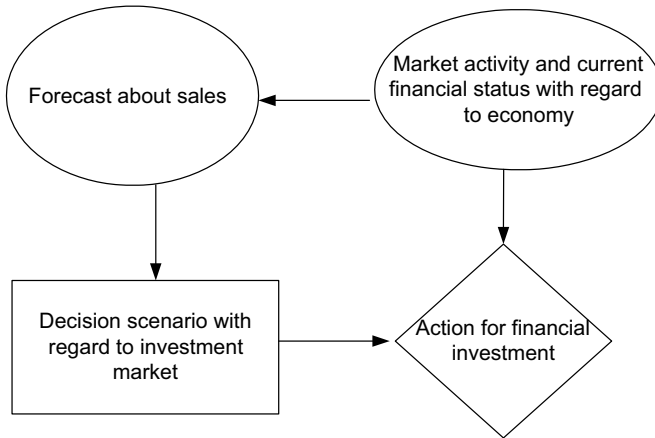 Forecast about sales
Market activity and current
financial status with regard
to economy
Decision scenario with
regard to investment
market
Action for financial
investment